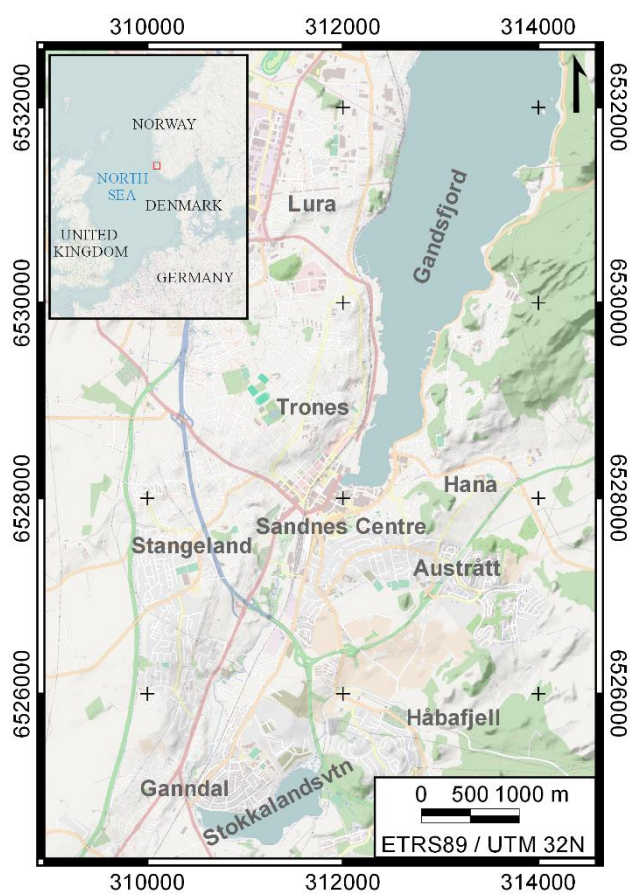 310000
312000
314000
6532000
6532000
NORWAY
NORTH
SEA
DENMARK
UNITED
KINGDOM
GERMANY
Lura
Gandsfjord
6530000
6530000
Trones
Hana
6528000
6528000
Sandnes Centre
Stangeland
Austrått
6526000
6526000
Håbafjell
Ganndal
Stokkalandsvtn
0 500 1000 m
ETRS89 / UTM 32N
310000
312000
314000